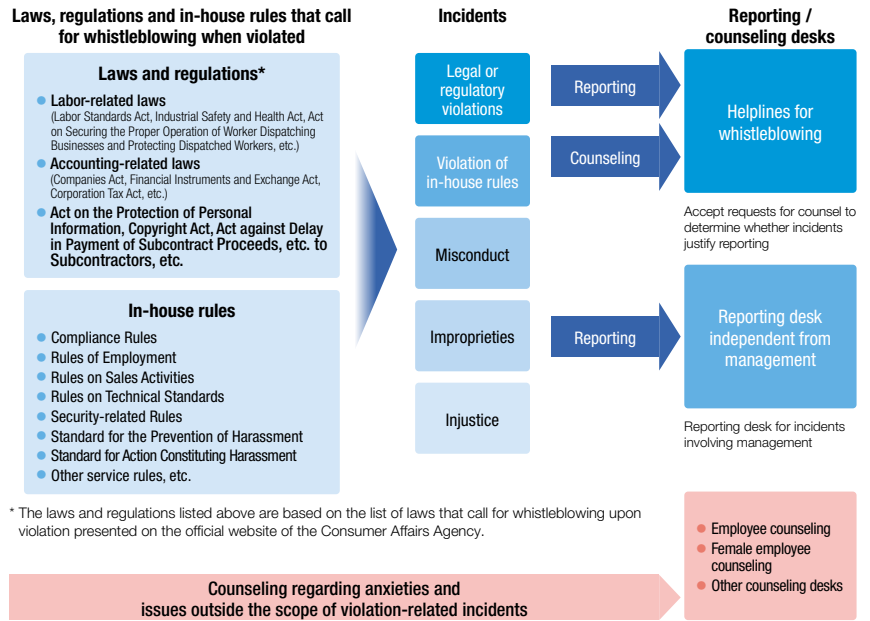 Laws, regulations and in-house rules that call
for whistleblowing when violated
Laws and regulations*
Labor-related laws
(Labor Standards Act, Industrial Safety and Health Act, Act
on Securing the Proper Operation of Worker Dispatching
Businesses and Protecting Dispatched Workers, etc.)
Accounting-related laws
(Companies Act, Financial Instruments and Exchange Act,
Corporation Tax Act, etc.)
Act on the Protection of Personal
Information, Copyright Act, Act against Delay
in Payment of Subcontract Proceeds, etc. to
Subcontractors, etc.
In-house rules
Compliance Rules
Rules of Employment
Rules on Sales Activities
Rules on Technical Standards
Security-related Rules
Standard for the Prevention of Harassment
Standard for Action Constituting Harassment
Other service rules, etc.
Incidents
Legal or
regulatory
violations
Violation of
in-house rules
Misconduct
Improprieties
Injustice
Reporting
Counseling
Reporting
Reporting /
counseling desks
Helplines for
whistleblowing
Accept requests for counsel to
determine whether incidents
justify reporting
Reporting desk
independent from
management
Reporting desk for incidents
involving management
* The laws and regulations listed above are based on the list of laws that call for whistleblowing upon
violation presented on the official website of the Consumer Affairs Agency.
Counseling regarding anxieties and
issues outside the scope of violation-related incidents
Employee counseling
Female employee
counseling
Other counseling desks